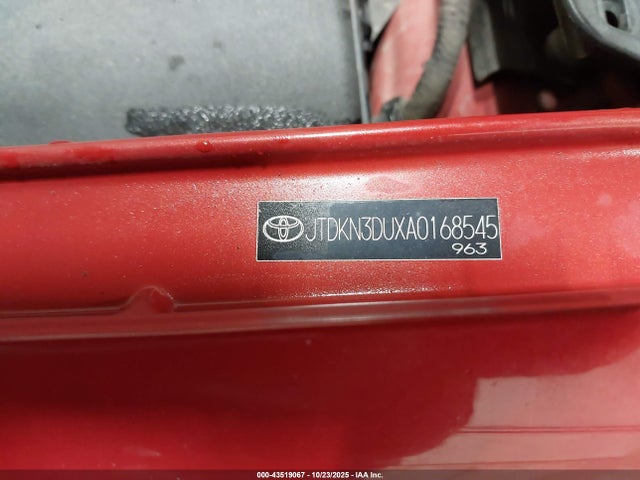 JTDKN3DUXA0168545
963
000-43519067 - 10/23/2025 - IAA Inc.